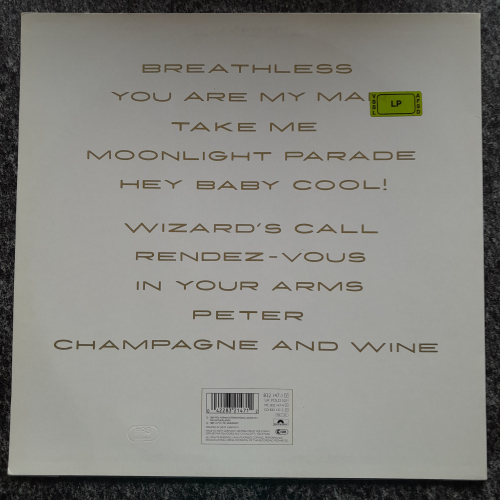 BREATHLESS
YOU ARE MY MA
LP
TAKE ME
MOONLIGHT PARADE
HEY BABY COOL!
WIZARD'S CALL
RENDEZ-VOUS
IN YOUR ARMS
PETER
CHAMPAGNE AND WINE